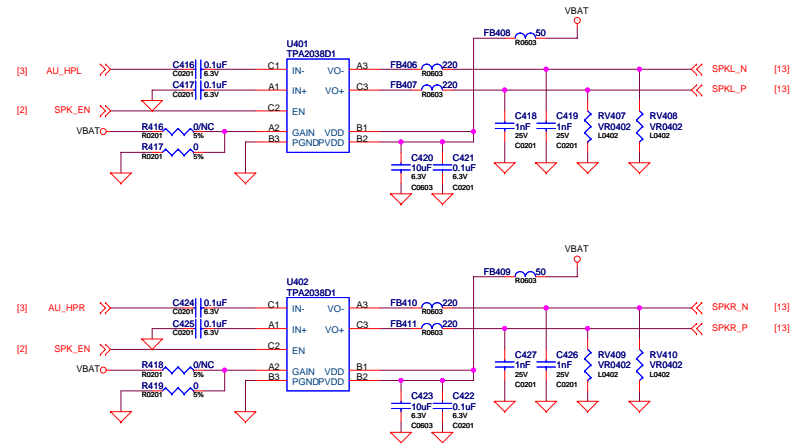 VBAT
FB408 50
R0603
U401
TPA2038D1
C416 0.1uF
C0201 6.3V
FB406 220
R0603
[3] AU_HPL
C1 IN- VO- A3
SPKL_N [13]
C417 0.1uF
C0201 6.3V
FB407 220
R0603
A1 IN+ VO+ C3
SPKL_P [13]
[2] SPK_EN
C2 EN
C418
1nF
25V
C0201
C419
1nF
25V
C0201
RV407
VR0402
L0402
RV408
VR0402
L0402
VBAT
R416 0/NC
R0201 5%
A2 GAIN VDD B1
B3 PGND PVDD B2
R417 0
R0201 5%
C420
10uF
6.3V
C0603
C421
0.1uF
6.3V
C0201
VBAT
FB409 50
R0603
U402
TPA2038D1
C424 0.1uF
C0201 6.3V
FB410 220
R0603
[3] AU_HPR
C1 IN- VO- A3
SPKR_N [13]
C425 0.1uF
C0201 6.3V
FB411 220
R0603
A1 IN+ VO+ C3
SPKR_P [13]
[2] SPK_EN
C2 EN
C427
1nF
25V
C0201
C426
1nF
25V
C0201
RV409
VR0402
L0402
RV410
VR0402
L0402
VBAT
R418 0/NC
R0201 5%
A2 GAIN VDD B1
B3 PGND PVDD B2
R419 0
R0201 5%
C423
10uF
6.3V
C0603
C422
0.1uF
6.3V
C0201